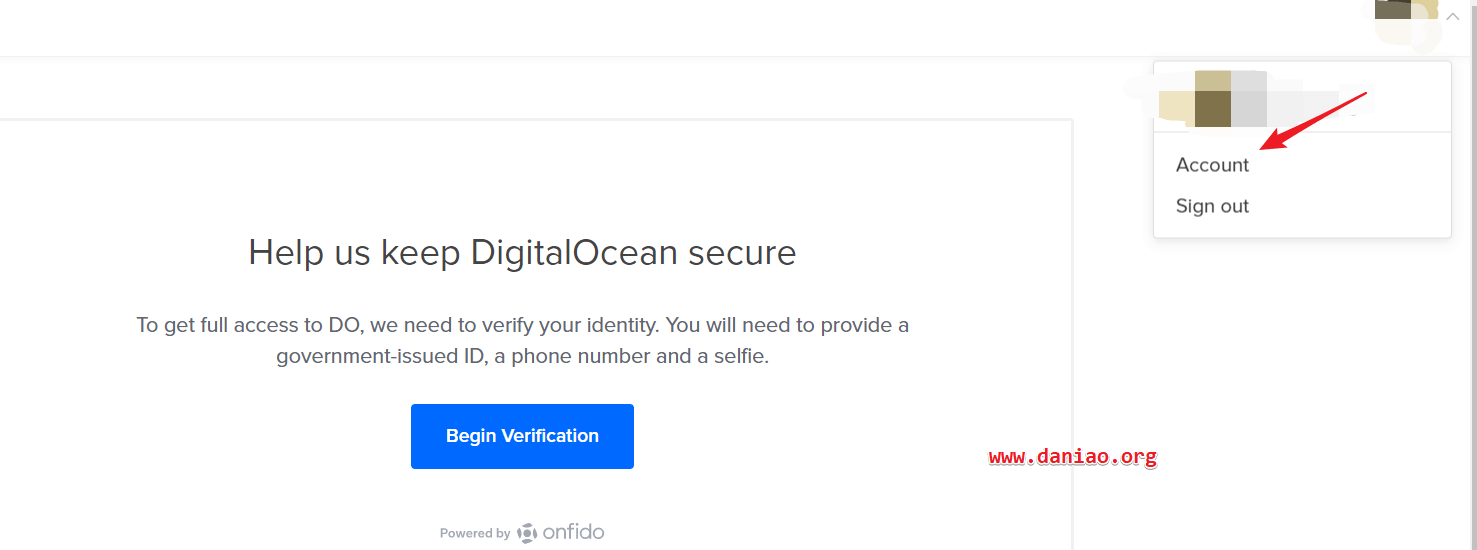 Account
Sign out
Help us keep DigitalOcean secure
To get full access to DO, we need to verify your identity. You will need to provide a
government-issued ID, a phone number and a selfie.
Begin Verification
www.daniao.org
Powered by onfido